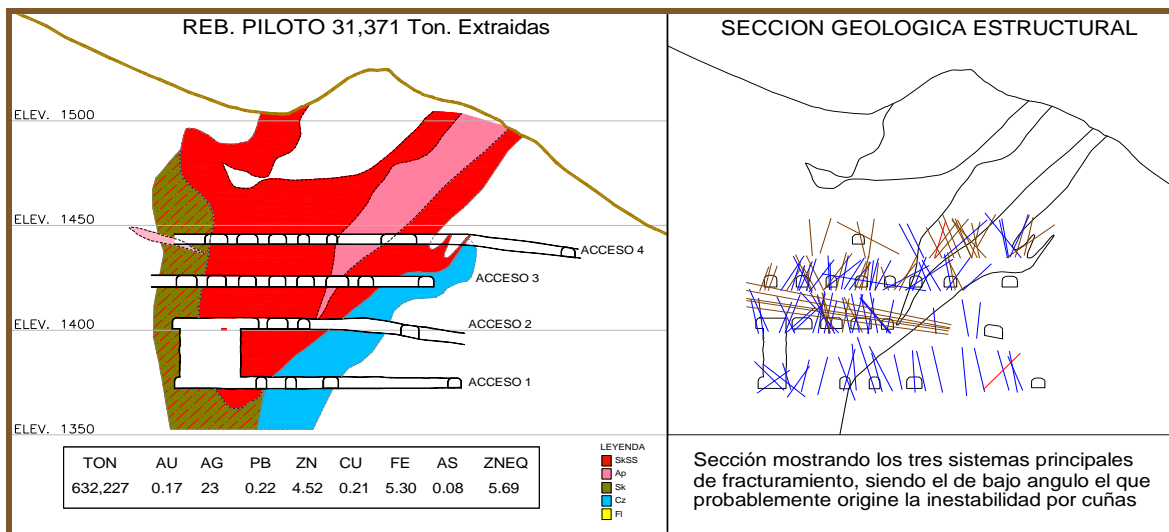 REB. PILOTO 31,371 Ton. Extraidas
ELEV. 1500
ELEV. 1450
ACCESO 4
ACCESO 3
ELEV. 1400
ACCESO 2
ACCESO 1
ELEV. 1350
TON AU AG PB ZN CU FE AS ZNEQ
632,227 0.17 23 0.22 4.52 0.21 5.30 0.08 5.69
LEYENDA
SkSS
Ap
Sk
Cz
Fl
SECCION GEOLOGICA ESTRUCTURAL
Sección mostrando los tres sistemas principales
de fracturamiento, siendo el de bajo angulo el que
probablemente origine la inestabilidad por cuñas